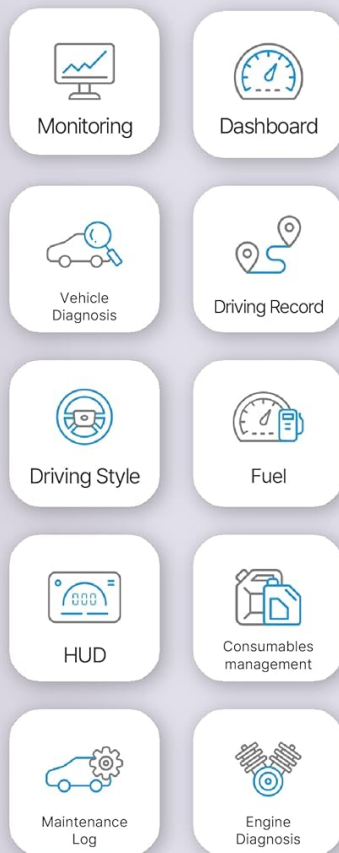 Monitoring
Dashboard
Vehicle
Diagnosis
Driving Record
Driving Style
Fuel
000
HUD
Consumables
management
Maintenance
Log
Engine
Diagnosis